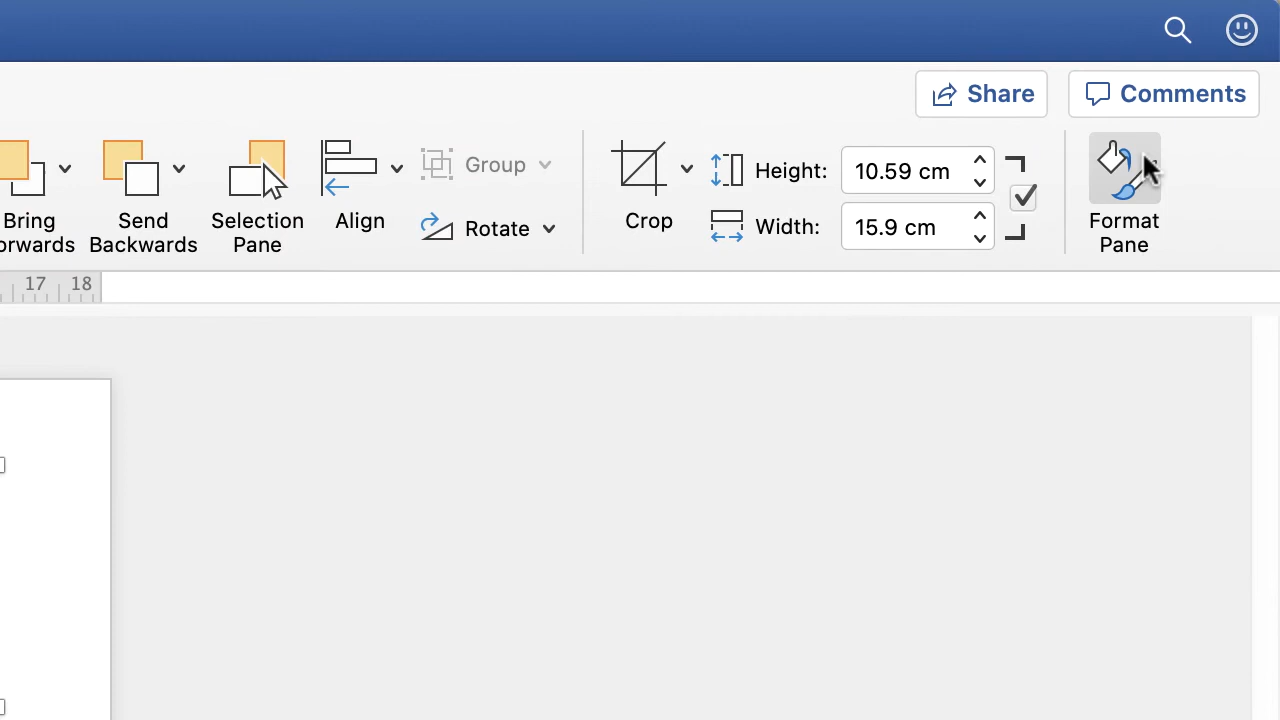 Share
Comments
Group
Height:
10.59 cm
Bring
orwards
Send
Backwards
Selection
Pane
Align
Rotate
Crop
Width:
15.9 cm
Format
Pane
17 18